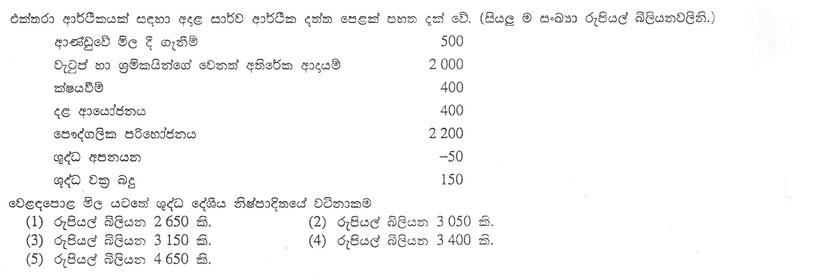 එක්තරා ආර්ථිකයක් සඳහා අදාළ සාර්ව ආර්ථික දත්ත පෙළක් පහත දැක් වේ. (සියලු ම සංඛ්‍යා රුපියල් බිලියනවලිනි.)
ආණ්ඩුවේ මිල දී ගැනීම් 500
වැටුප් හා ශ්‍රමිකයින්ගේ වෙනත් අතිරේක ආදායම් 2 000
ක්ෂයවීම් 400
දළ ආයෝජනය 400
පෞද්ගලික පරිභෝජනය 2 200
ශුද්ධ අපනයන –50
ශුද්ධ වක්‍ර බදු 150
වෙළඳපොළ මිල යටතේ ශුද්ධ දේශීය නිෂ්පාදිතයේ වටිනාකම
(1) රුපියල් බිලියන 2 650 කි. (2) රුපියල් බිලියන 3 050 කි.
(3) රුපියල් බිලියන 3 150 කි. (4) රුපියල් බිලියන 3 400 කි.
(5) රුපියල් බිලියන 4 650 කි.